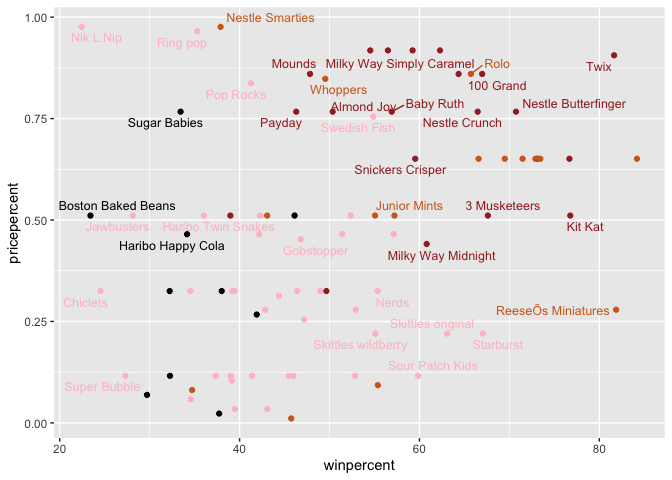 1.00
0.75
0.50
0.25
0.00
pricepercent
Nestle Smarties
Nik L Nip
Ring pop
Mounds
Milky Way Simply Caramel
Rolo
Twix
Pop Rocks
Whoppers
100 Grand
Almond Joy
Baby Ruth
Nestle Butterfinger
Sugar Babies
Payday
Swedish Fish
Nestle Crunch
Snickers Crisper
Boston Baked Beans
Junior Mints
3 Musketeers
Jawbusters
Haribo Twin Snakes
Kit Kat
Haribo Happy Cola
Gobstopper
Milky Way Midnight
Chiclets
Nerds
ReeseÕs Miniatures
Skittles original
Skittles wildberry
Starburst
Sour Patch Kids
Super Bubble
20
40
60
80
winpercent